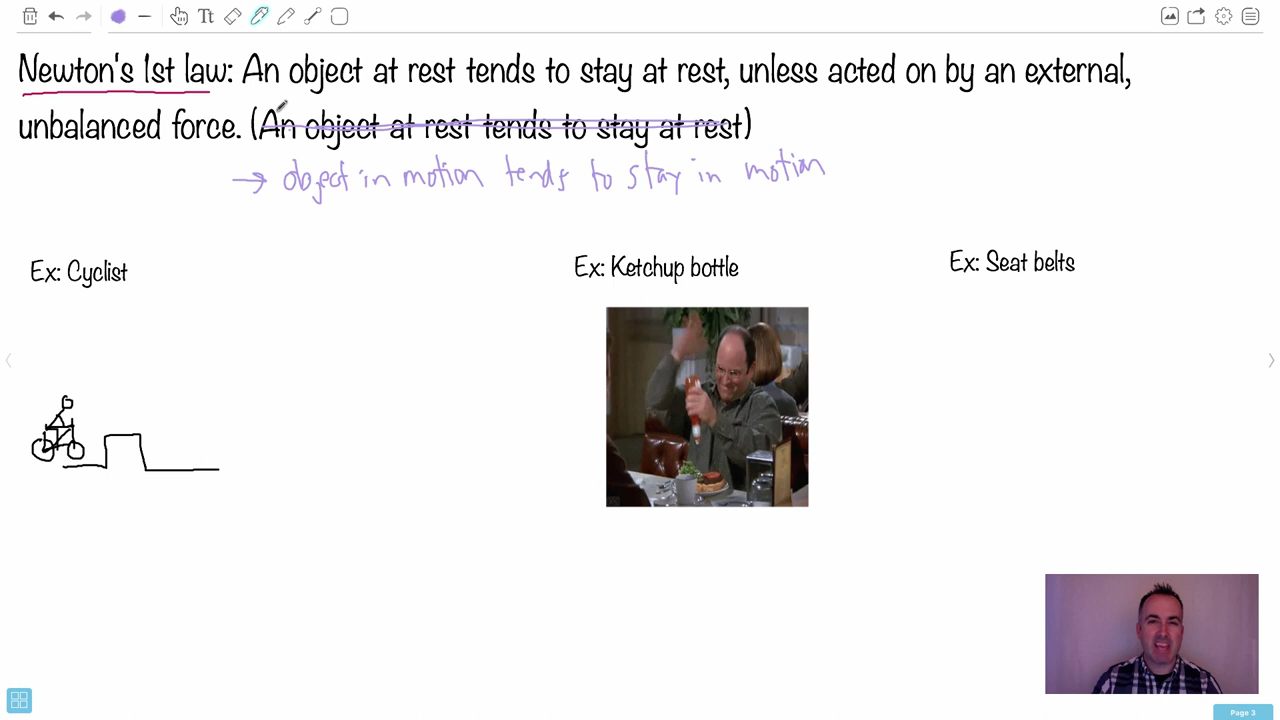 Tt
Newton's 1st law: An object at rest tends to stay at rest, unless acted on by an external,
unbalanced force. (An object at rest tends to stay at rest)
→ object in motion tends to stay in motion
Ex: Cyclist
Ex: Ketchup bottle
Ex: Seat belts
Page 3